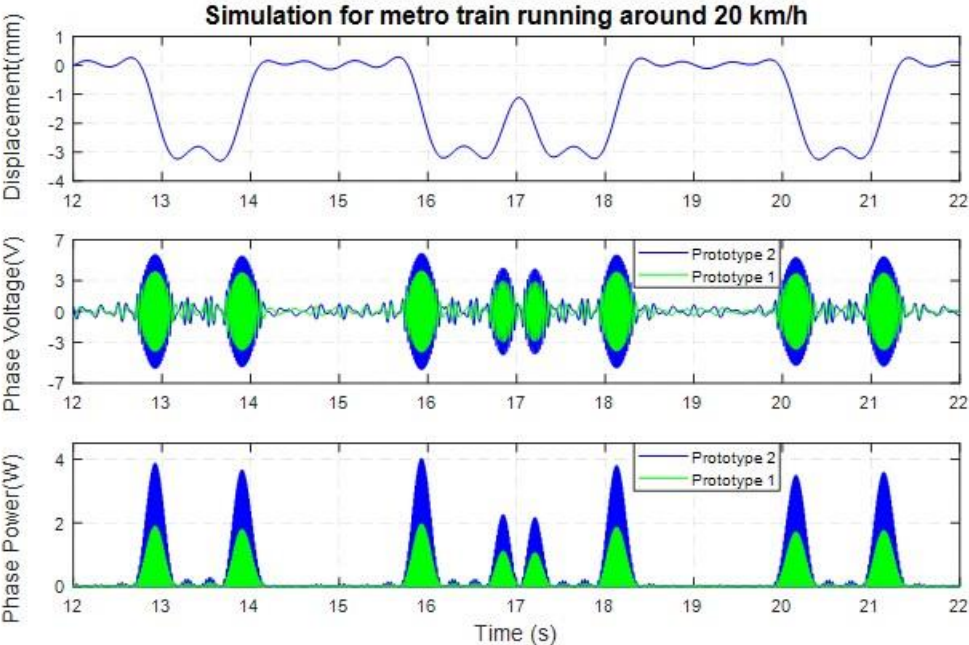 Simulation for metro train running around 20 km/h
Displacement(mm)
1
0
-1
-2
-3
-4
12 13 14 15 16 17 18 19 20 21 22
Phase Voltage(V)
7
3
0
-3
-7
Prototype 2
Prototype 1
12 13 14 15 16 17 18 19 20 21 22
Phase Power(W)
4
2
0
Prototype 2
Prototype 1
12 13 14 15 16 17 18 19 20 21 22
Time (s)